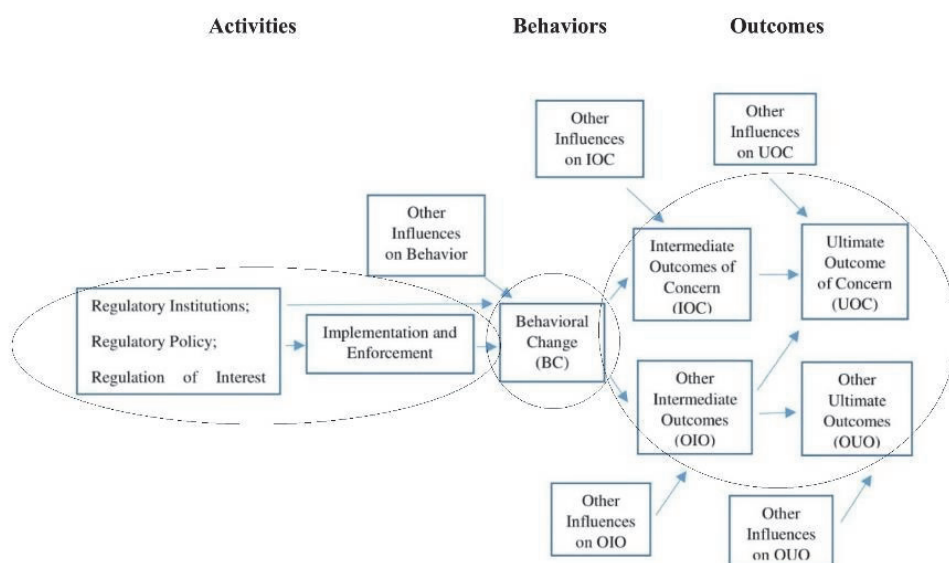 Activities
Behaviors
Outcomes
Other
Influences
on IOC
Other
Influences
on UOC
Other
Influences
on Behavior
Intermediate
Outcomes of
Concern
(IOC)
Ultimate
Outcome
of Concern
(UOC)
Regulatory Institutions;
Regulatory Policy;
Regulation of Interest
Implementation and
Enforcement
Behavioral
Change
(BC)
Other
Intermediate
Outcomes
(OIO)
Other
Ultimate
Outcomes
(OUO)
Other
Influences
on OIO
Other
Influences
on OUO